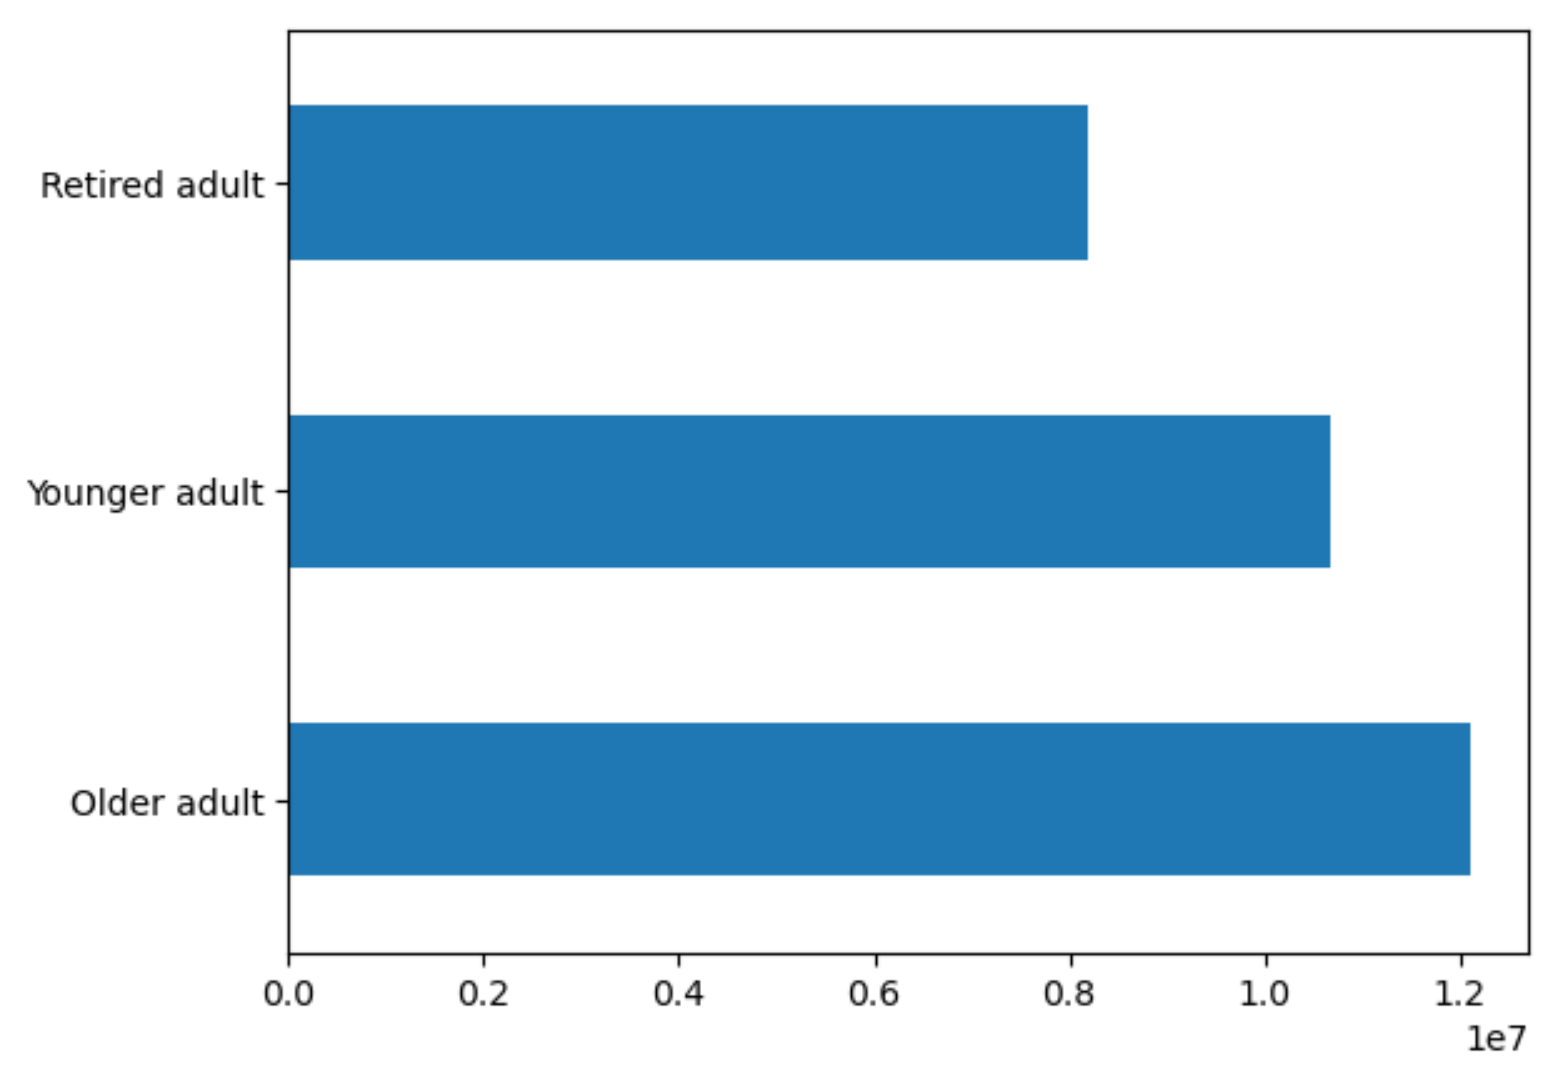 Retired adult
Younger adult
Older adult
0.0 0.2 0.4 0.6 0.8 1.0 1.2
1e7